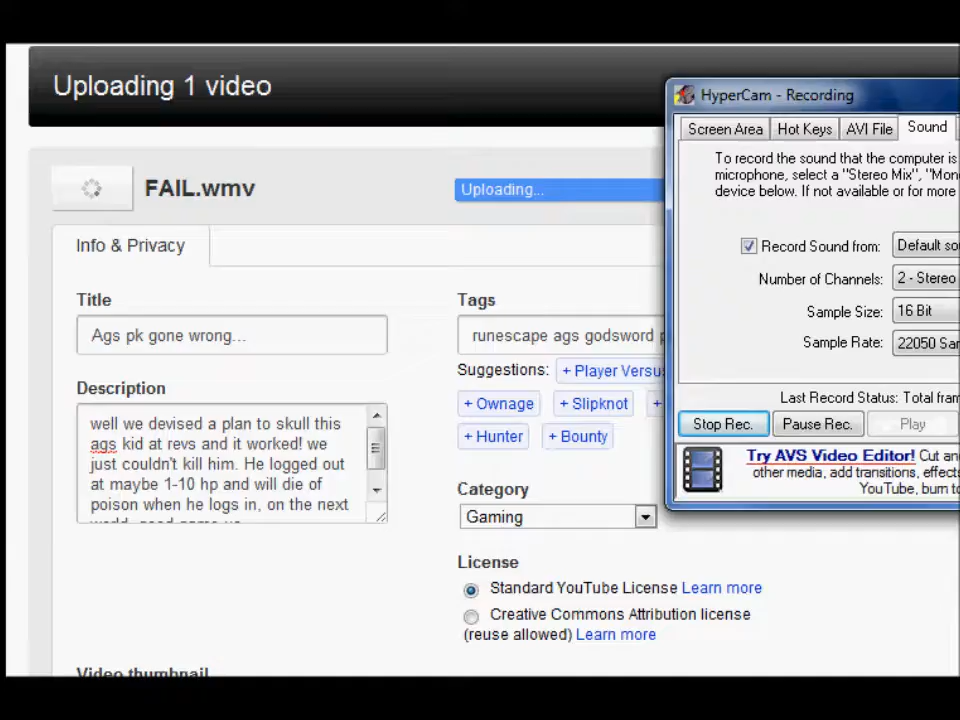 Uploading 1 video
FAIL.wmv
Uploading...
Info & Privacy
Title
Ags pk gone wrong...
Description
well we devised a plan to skull this
ags kid at revs and it worked! we
just couldn't kill him. He logged out
at maybe 1-10 hp and will die of
poison when he logs in, on the next
Tags
runescape ags godsword
Suggestions:
+ Player Versus
+ Ownage
+ Slipknot
+
+ Hunter
+ Bounty
Category
Gaming
License
Standard YouTube License Learn more
Creative Commons Attribution license
(reuse allowed) Learn more
Video thumbnail
HyperCam - Recording
Screen Area
Hot Keys
AVI File
Sound
To record the sound that the computer is
microphone, select a "Stereo Mix", "Mon
device below. If not available or for more
Record Sound from:
Default so
Number of Channels:
2 - Stereo
Sample Size:
16 Bit
Sample Rate:
22050 Sam
Last Record Status: Total fram
Stop Rec.
Pause Rec.
Play
Try AVS Video Editor! Cut an
other media, add transitions, effects
YouTube, burn to